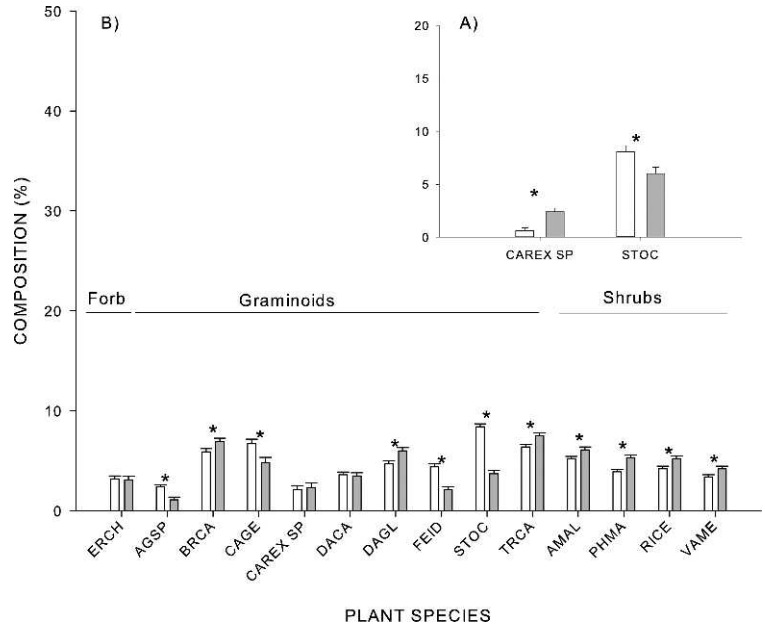 B)
A)
50
40
30
20
10
0
COMPOSITION (%)
20
15
10
5
0
*
*
CAREX SP
STOC
Forb
Graminoids
Shrubs
* * * * * * * * * * *
ERCH
AGSP
BRCA
CAGE
CAREX SP
DACA
DAGL
FEID
STOC
TRCA
AMAL
PHMA
RICE
VAME
PLANT SPECIES